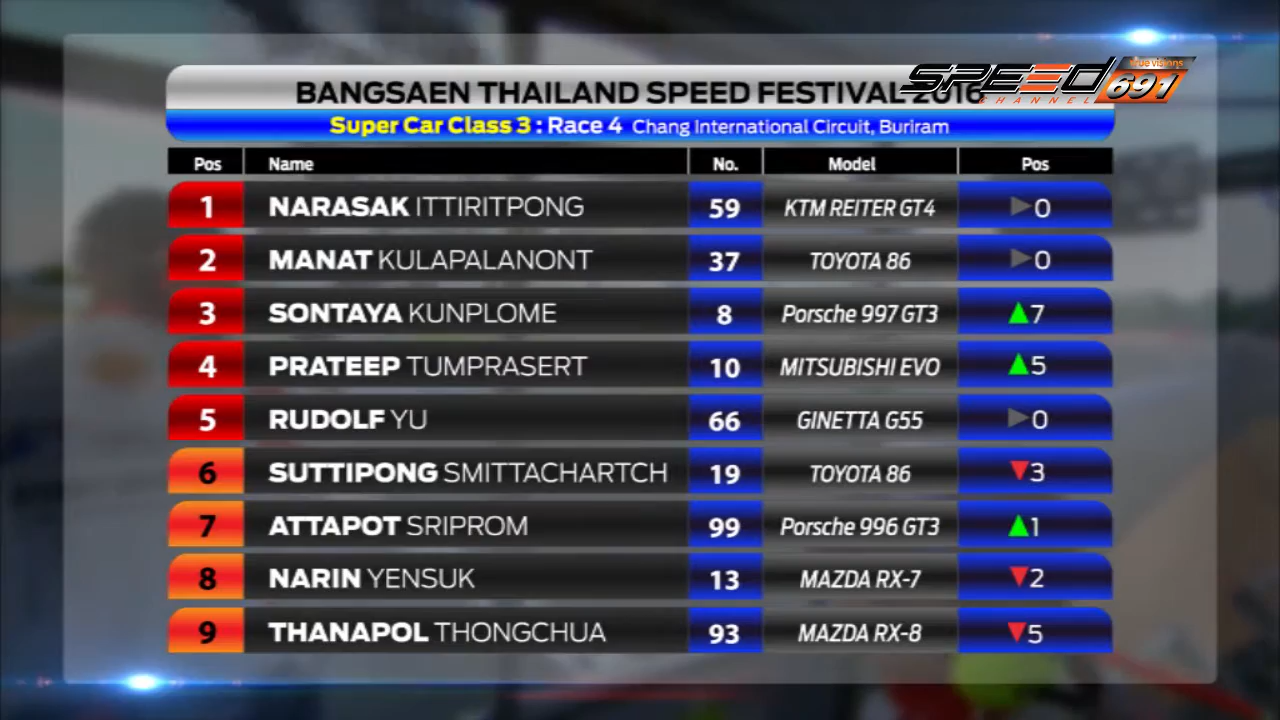 true visions
SPEED 691
CHANNEL
BANGSAEN THAILAND SPEED FESTIVAL 2016
Super Car Class 3 : Race 4 Chang International Circuit, Buriram
Pos Name No. Model Pos
1 NARASAK ITTIRITPONG 59 KTM REITER GT4 0
2 MANAT KULAPALANONT 37 TOYOTA 86 0
3 SONTAYA KUNPLOME 8 Porsche 997 GT3 7
4 PRATEEP TUMPRASERT 10 MITSUBISHI EVO 5
5 RUDOLF YU 66 GINETTA G55 0
6 SUTTIPONG SMITTACHARTCH 19 TOYOTA 86 3
7 ATTAPOT SRIPROM 99 Porsche 996 GT3 1
8 NARIN YENSUK 13 MAZDA RX-7 2
9 THANAPOL THONGCHUA 93 MAZDA RX-8 5